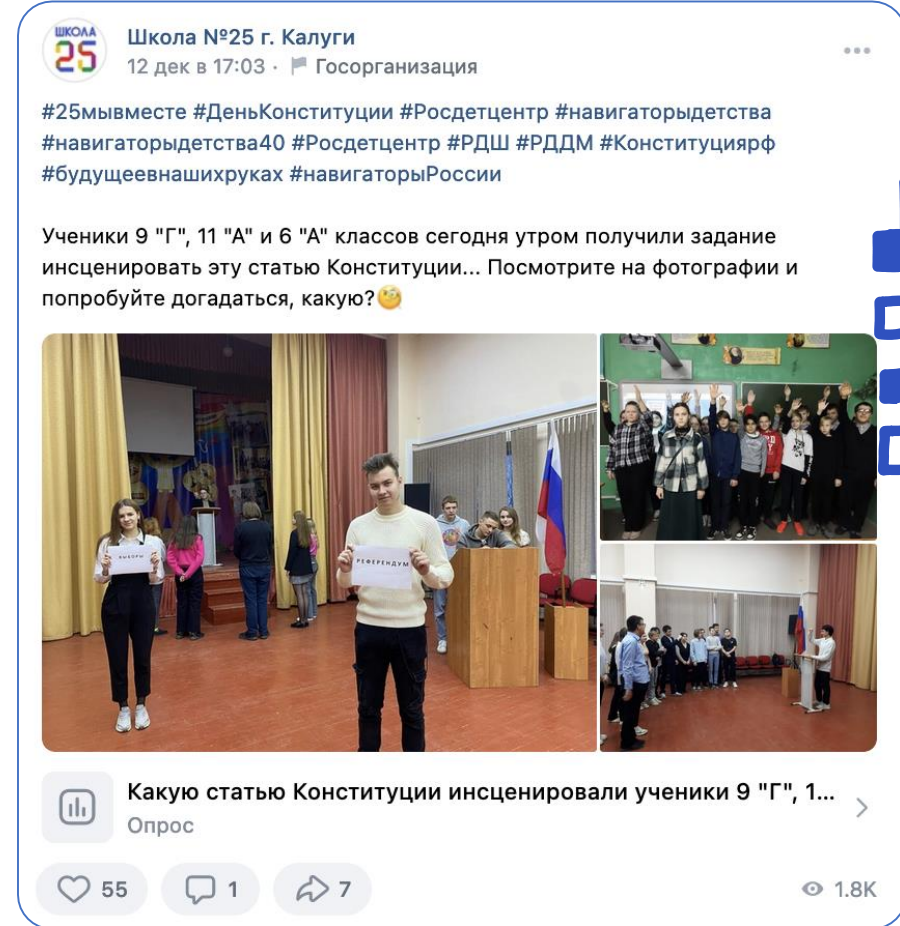 ШКОЛА
25
Школа №25 г. Калуги
12 дек в 17:03 · Госорганизация
#25мывместе #ДеньКонституции #Росдетцентр #навигаторыдетства
#навигаторыдетства40 #Росдетцентр #РДШ #РДДМ #Конституциярф
#будущеевнашихруках #навигаторыРоссии
Ученики 9 "Г", 11 "А" и 6 "А" классов сегодня утром получили задание
инсценировать эту статью Конституции... Посмотрите на фотографии и
попробуйте догадаться, какую?🧐
ВЫБОРЫ
РЕФЕРЕНДУМ
Какую статью Конституции инсценировали ученики 9 "Г", 1...
Опрос
55
1
7
1.8K